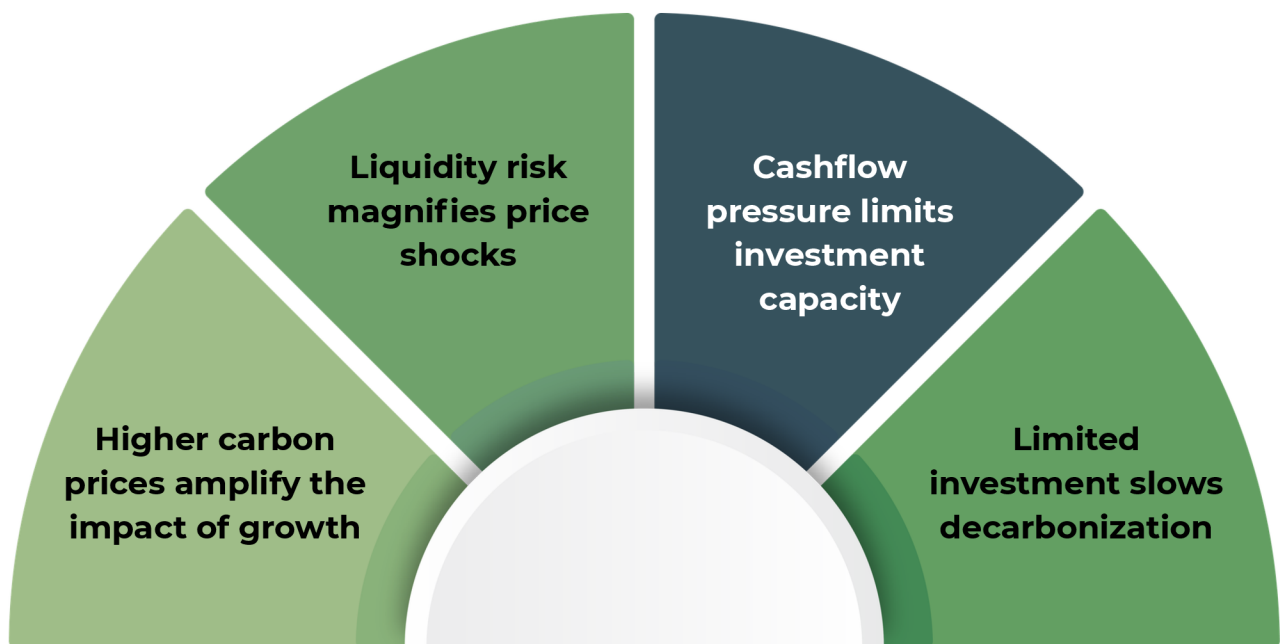 Higher carbon
prices amplify the
impact of growth
Liquidity risk
magnifies price
shocks
Cashflow
pressure limits
investment
capacity
Limited
investment slows
decarbonization